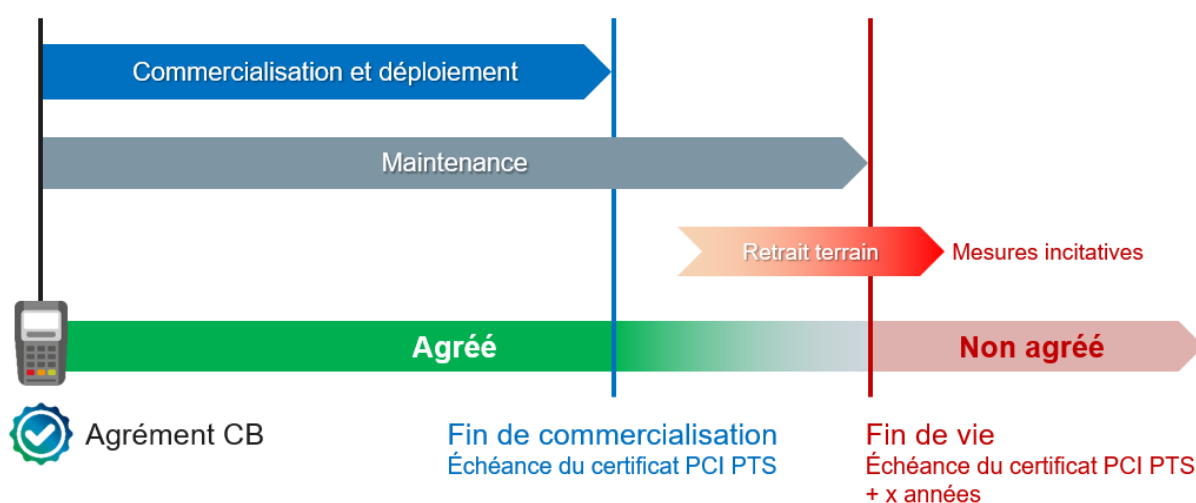 Commercialisation et déploiement
Maintenance
Retrait terrain
Mesures incitatives
Agréé
Non agréé
Agrément CB
Fin de commercialisation
Échéance du certificat PCI PTS
Fin de vie
Échéance du certificat PCI PTS
+ x années